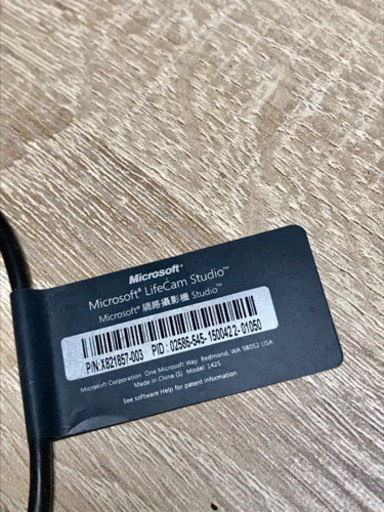 Microsoft®
Microsoft® LifeCam Studio™
Microsoft® 網路攝影機 Studio™
P/N:X821857-003 PID : 02586-545-1500422-01050
Microsoft Corporation One Microsoft Way Redmond, WA 98052 USA
Made in China (SJ) Model: 1425
See software Help for patent information